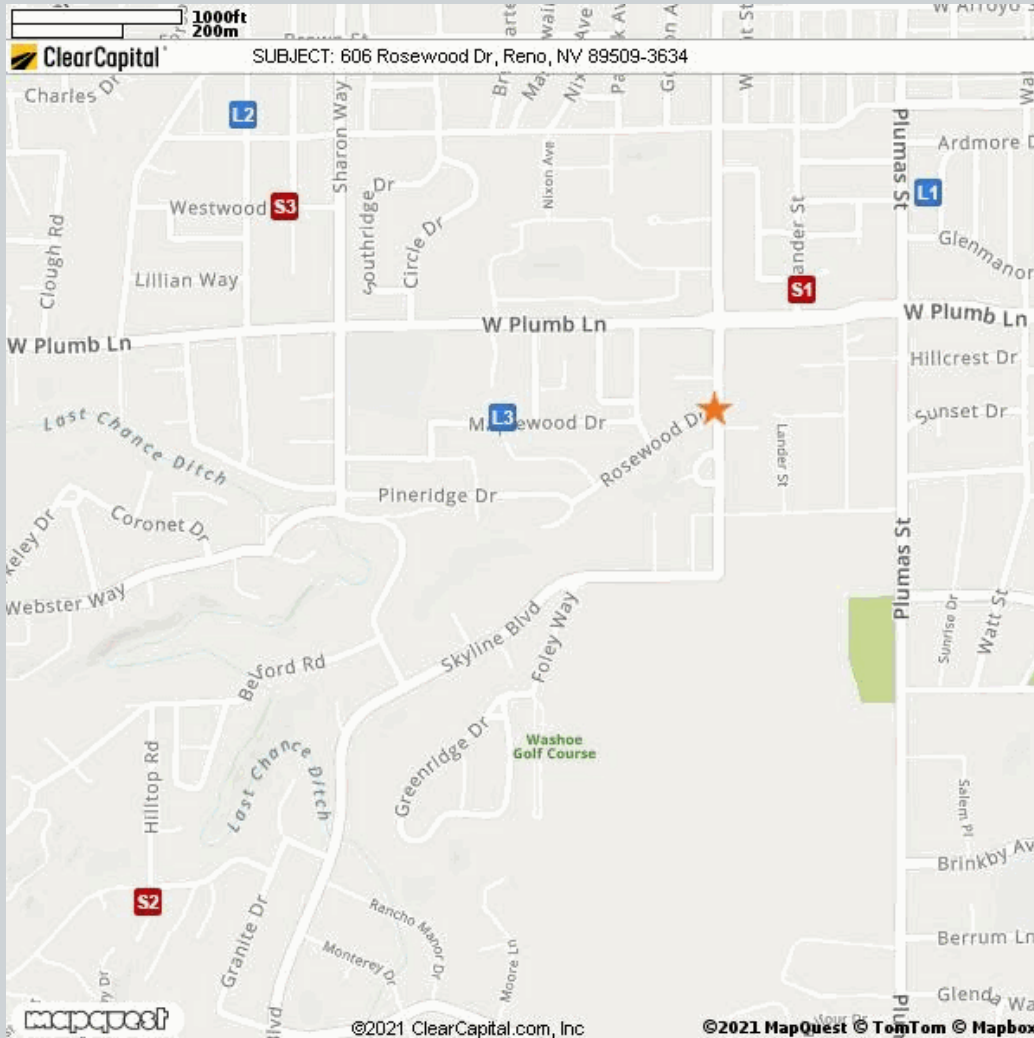 1000ft
200m
W Arroyo
ClearCapital
SUBJECT: 606 Rosewood Dr, Reno, NV 89509-3634
Charles Dr
L2
Sharon Way
Nixon Ave
Plumas St
Ardmore
L1
Westwood
S3
Southridge Dr
Circle Dr
Clough Rd
Lander St
Glenmanor
Lillian Way
S1
W Plumb Ln
W Plumb Ln
W Plumb Ln
Hillcrest Dr
Sunset Dr
L3
Rosewood Dr
Lander St
Last Chance Ditch
Pineridge Dr
Coronet Dr
Webster Way
Plumas St
Skyline Blvd
Foley Way
Sunrise Dr
Watt St
Belford Rd
Greenridge Dr
Washoe
Golf Course
Last Chance Ditch
Hilltop Rd
Salem Pl
Brinkby
S2
Granite Dr
Rancho Manor Dr
Monterey Dr
Moore Ln
Berrum Ln
Glenda
Blvd
mapquest
©2021 ClearCapital.com, Inc
©2021 MapQuest © TomTom © Mapbox